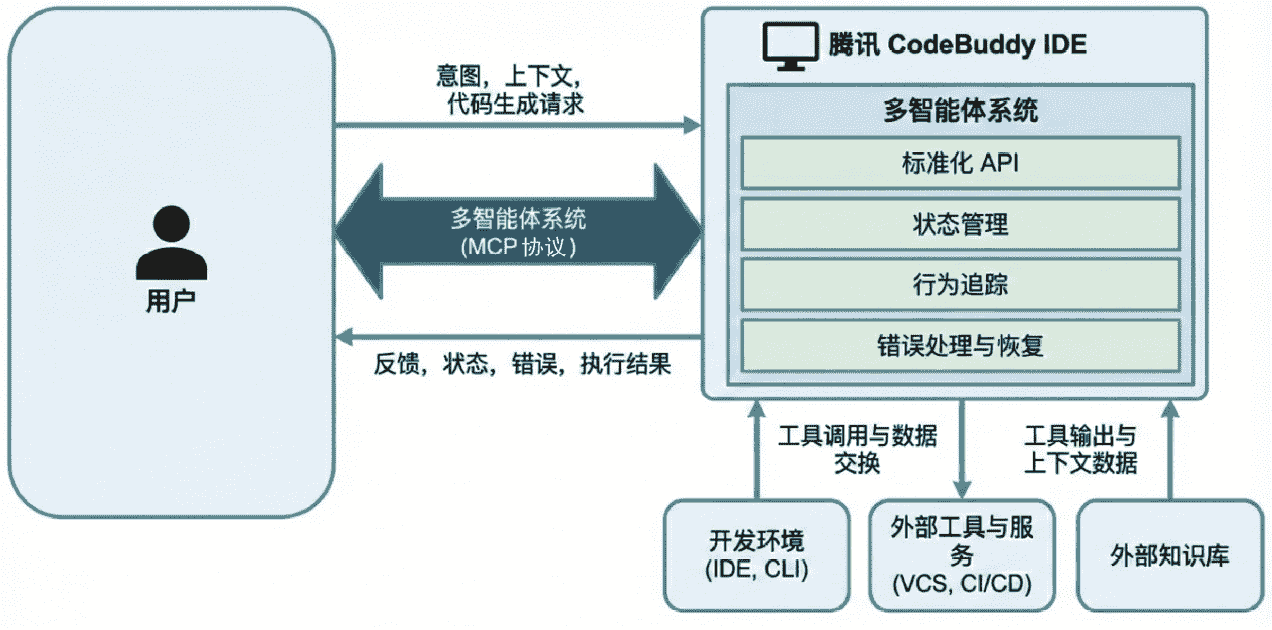 腾讯 CodeBuddy IDE
意图，上下文，
代码生成请求
多智能体系统
标准化 API
状态管理
行为追踪
错误处理与恢复
多智能体系统
(MCP 协议)
用户
反馈，状态，错误，执行结果
工具调用与数据
交换
工具输出与
上下文数据
开发环境
(IDE, CLI)
外部工具与服
务
(VCS, CI/CD)
外部知识库